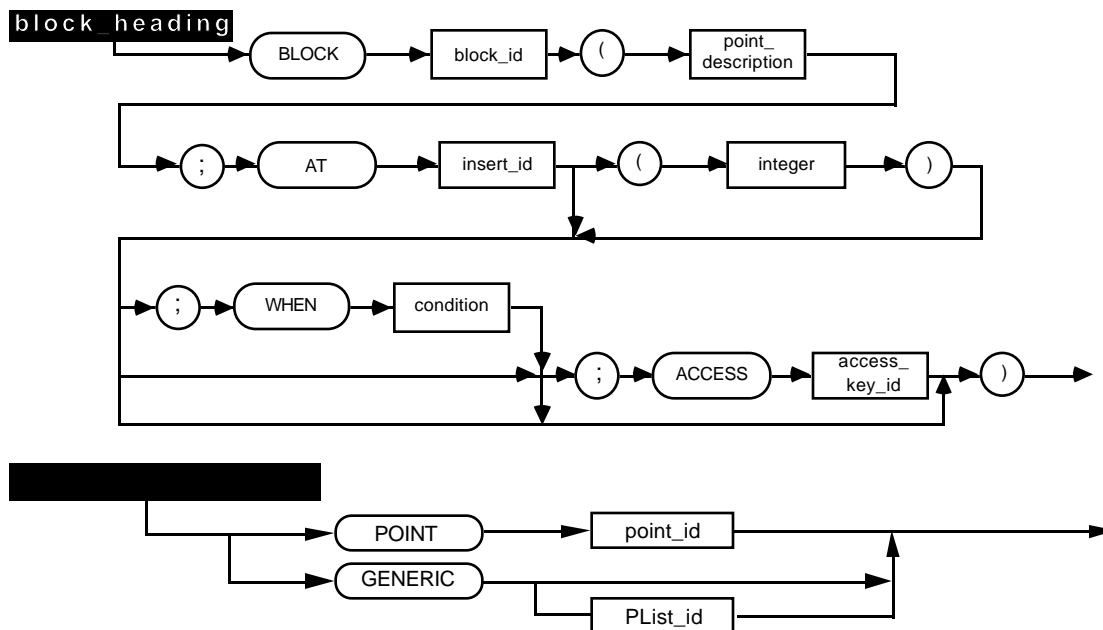 block_heading
BLOCK
block_id
(
point_
description
;
AT
insert_id
(
integer
)
;
WHEN
condition
;
ACCESS
access_
key_id
)
POINT
point_id
GENERIC
PList_id